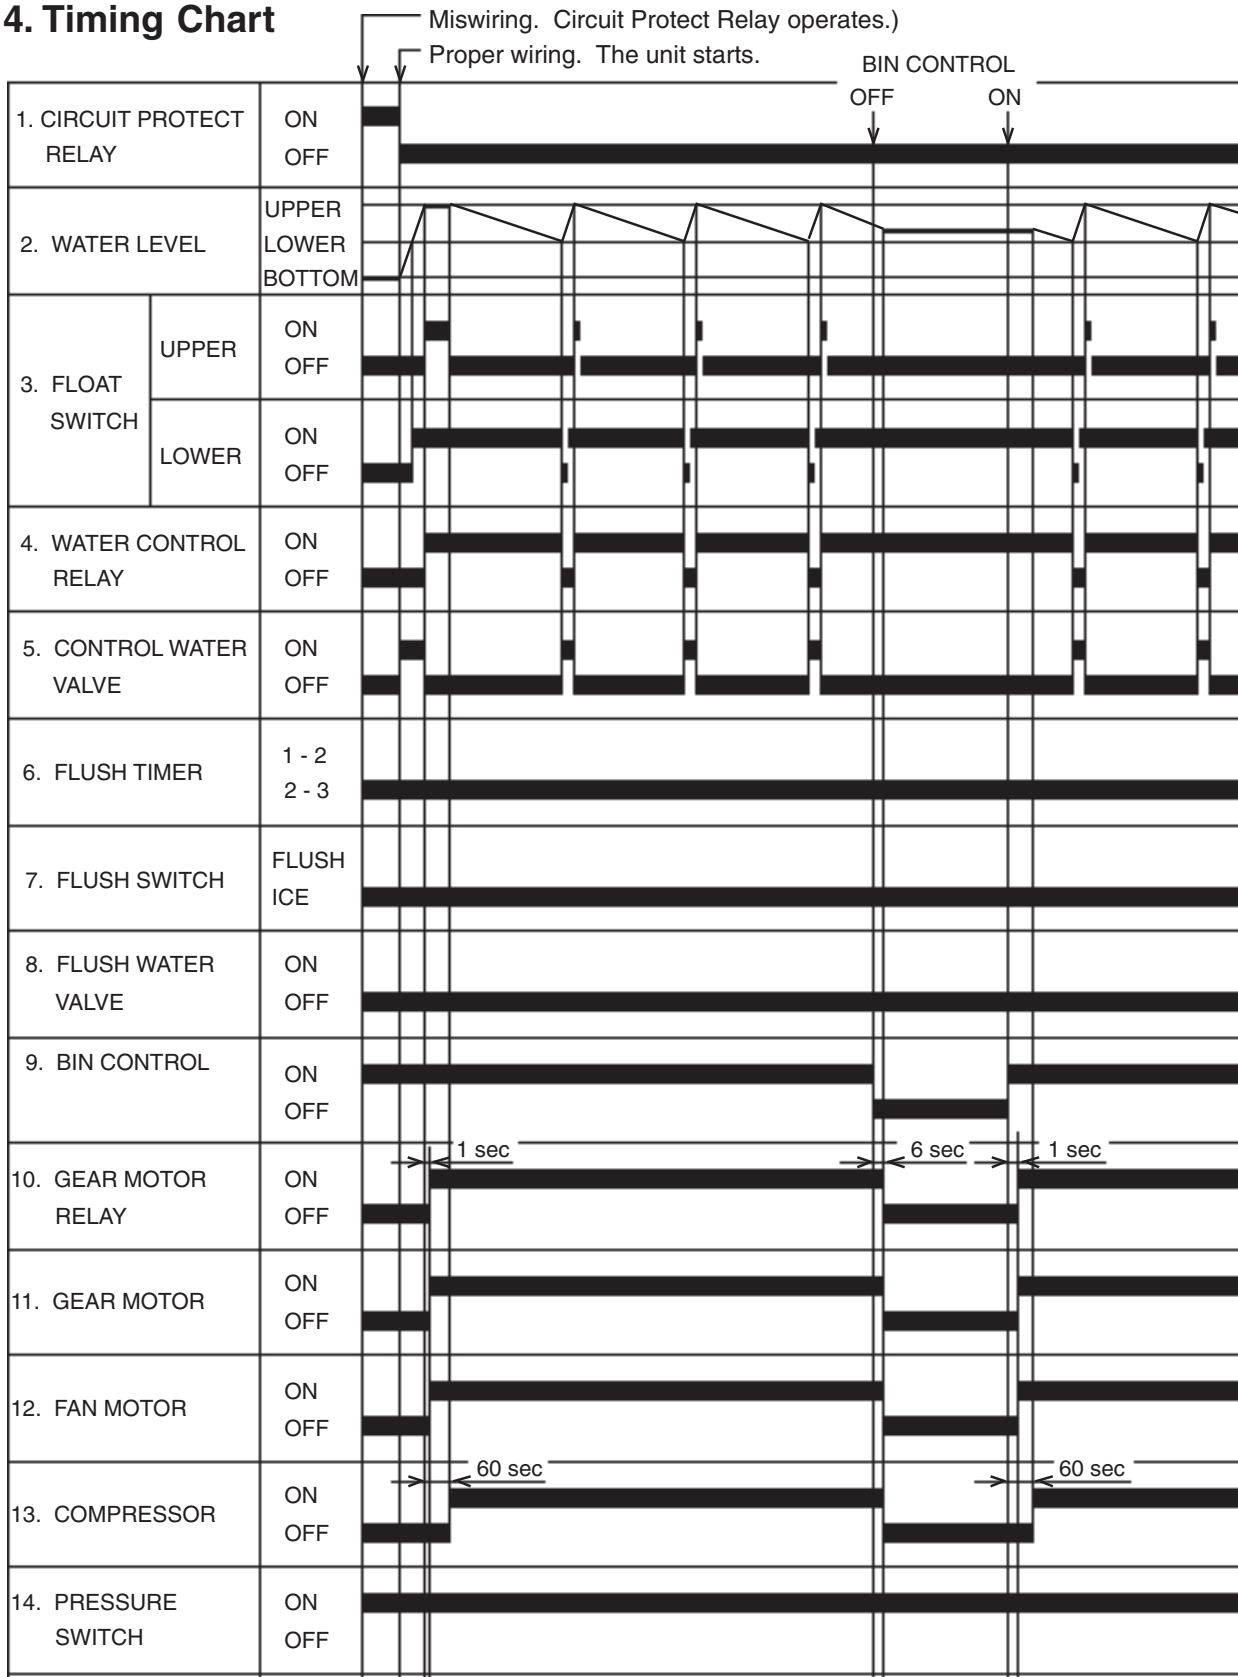 4. Timing Chart
Miswiring.  Circuit Protect Relay operates.)
Proper wiring.  The unit starts.
BIN CONTROL
OFF ON
1. CIRCUIT PROTECT RELAY
ON
OFF
2. WATER LEVEL
UPPER
LOWER
BOTTOM
3. FLOAT SWITCH
UPPER
ON
OFF
LOWER
ON
OFF
4. WATER CONTROL RELAY
ON
OFF
5. CONTROL WATER VALVE
ON
OFF
6. FLUSH TIMER
1 - 2
2 - 3
7. FLUSH SWITCH
FLUSH
ICE
8. FLUSH WATER VALVE
ON
OFF
9. BIN CONTROL
ON
OFF
1 sec 6 sec 1 sec
10. GEAR MOTOR RELAY
ON
OFF
11. GEAR MOTOR
ON
OFF
12. FAN MOTOR
ON
OFF
60 sec 60 sec
13. COMPRESSOR
ON
OFF
14. PRESSURE SWITCH
ON
OFF